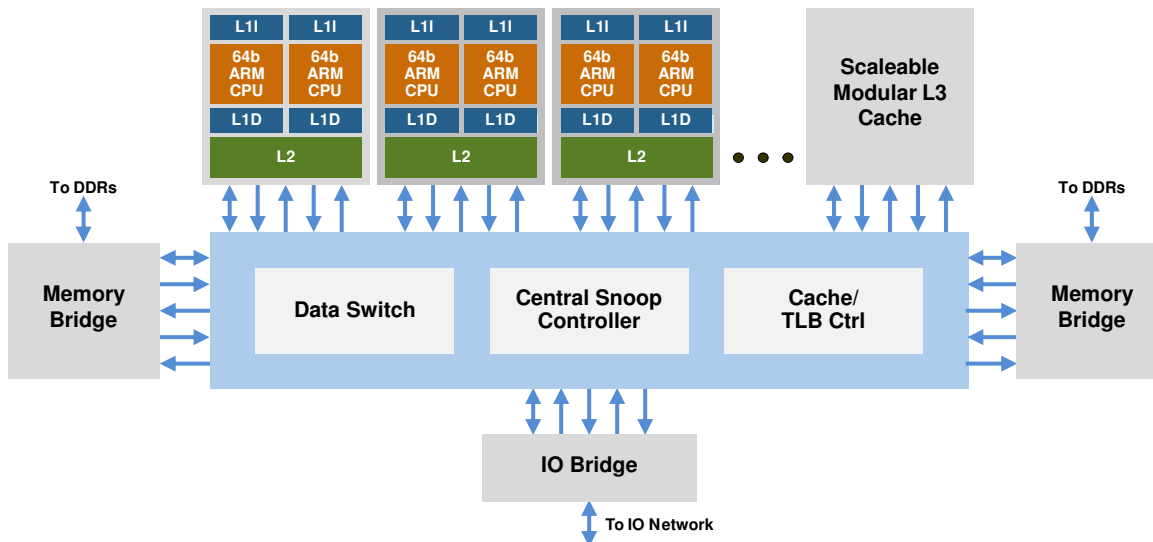 L1I L1I L1I L1I L1I L1I
64b 64b 64b 64b 64b 64b
ARM ARM ARM ARM ARM ARM
CPU CPU CPU CPU CPU CPU
L1D L1D L1D L1D L1D L1D
L2 L2 L2
Scaleable
Modular L3
Cache
To DDRs
To DDRs
Memory
Bridge
Data Switch
Central Snoop
Controller
Cache/
TLB Ctrl
Memory
Bridge
IO Bridge
To IO Network